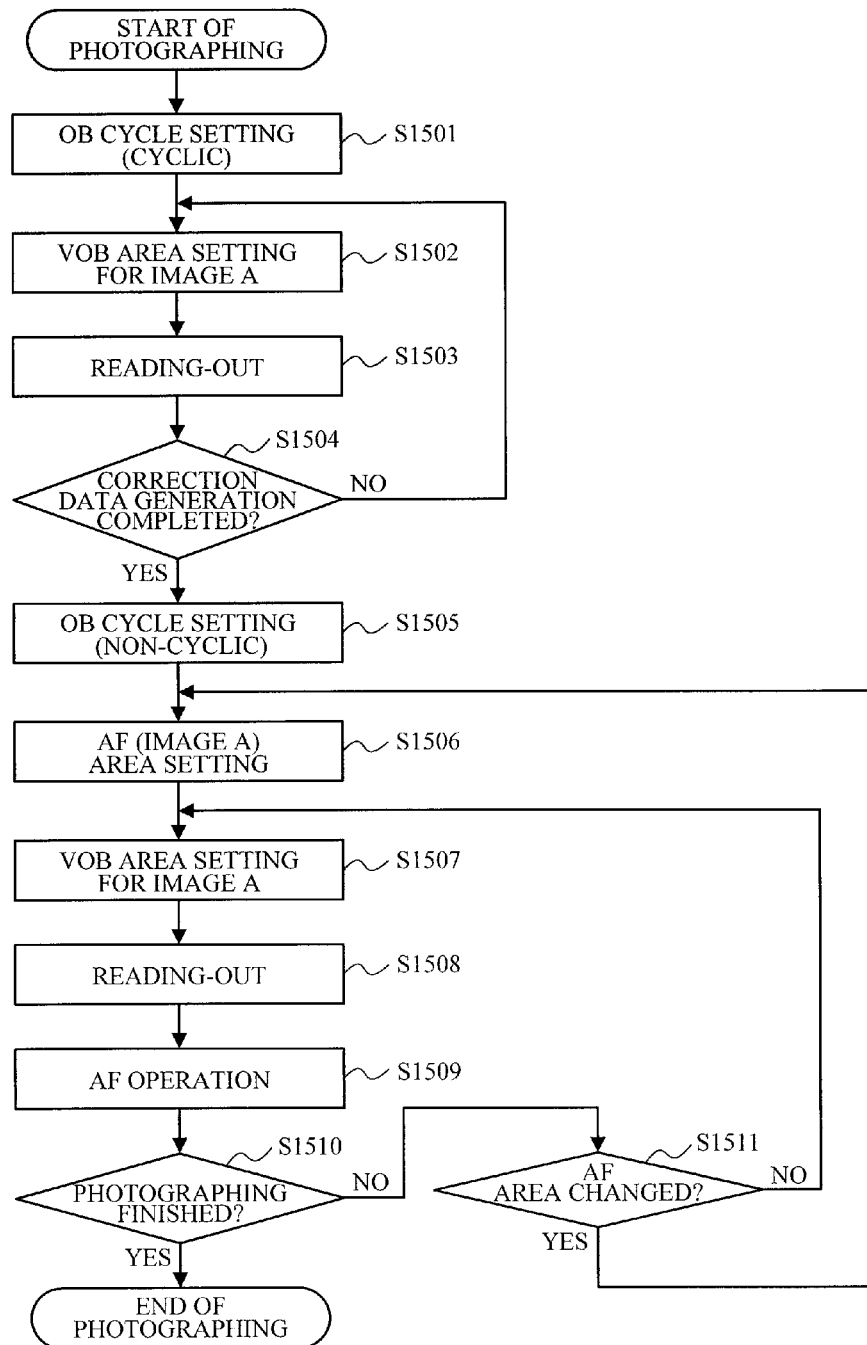 START OF
PHOTOGRAPHING
OB CYCLE SETTING
(CYCLIC)
S1501
VOB AREA SETTING
FOR IMAGE A
S1502
READING-OUT
S1503
S1504
CORRECTION
DATA GENERATION
COMPLETED?
NO
YES
OB CYCLE SETTING
(NON-CYCLIC)
S1505
AF (IMAGE A)
AREA SETTING
S1506
VOB AREA SETTING
FOR IMAGE A
S1507
READING-OUT
S1508
AF OPERATION
S1509
S1510
PHOTOGRAPHING
FINISHED?
NO
YES
S1511
AF
AREA CHANGED?
NO
YES
END OF
PHOTOGRAPHING